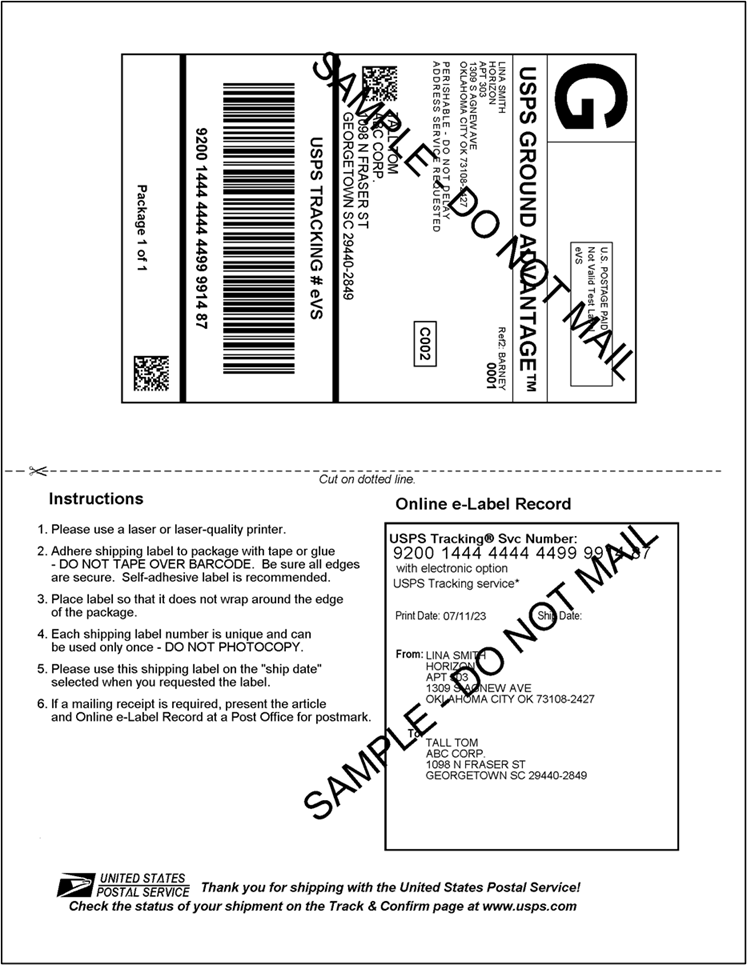 G
U.S. POSTAGE PAID
Not Valid Test La
eVS
USPS GROUND ADVANTAGE™
LINA SMITH
HORIZON
APT 303
1309 S AGNEW AVE
OKLAHOMA CITY OK 73108-2427
Ref2: BARNEY
0001
PERISHABLE - DO NOT DELAY
ADDRESS SERVICE REQUESTED
C002
TALL TOM
ABC CORP.
1098 N FRASER ST
GEORGETOWN SC 29440-2849
USPS TRACKING # eVS
9200 1444 4444 4499 9914 87
Package 1 of 1
SAMPLE - DO NOT MAIL
Cut on dotted line.
Instructions
1. Please use a laser or laser-quality printer.
2. Adhere shipping label to package with tape or glue
- DO NOT TAPE OVER BARCODE. Be sure all edges
are secure. Self-adhesive label is recommended.
3. Place label so that it does not wrap around the edge
of the package.
4. Each shipping label number is unique and can
be used only once - DO NOT PHOTOCOPY.
5. Please use this shipping label on the "ship date"
selected when you requested the label.
6. If a mailing receipt is required, present the article
and Online e-Label Record at a Post Office for postmark.
Online e-Label Record
USPS Tracking® Svc Number:
9200 1444 4444 4499 9914 87
with electronic option
USPS Tracking service*
Print Date: 07/11/23 Ship Date:
From: LINA SMITH
HORIZON
APT 303
1309 S AGNEW AVE
OKLAHOMA CITY OK 73108-2427
To:
TALL TOM
ABC CORP.
1098 N FRASER ST
GEORGETOWN SC 29440-2849
SAMPLE - DO NOT MAIL
UNITED STATES
POSTAL SERVICE
Thank you for shipping with the United States Postal Service!
Check the status of your shipment on the Track & Confirm page at www.usps.com